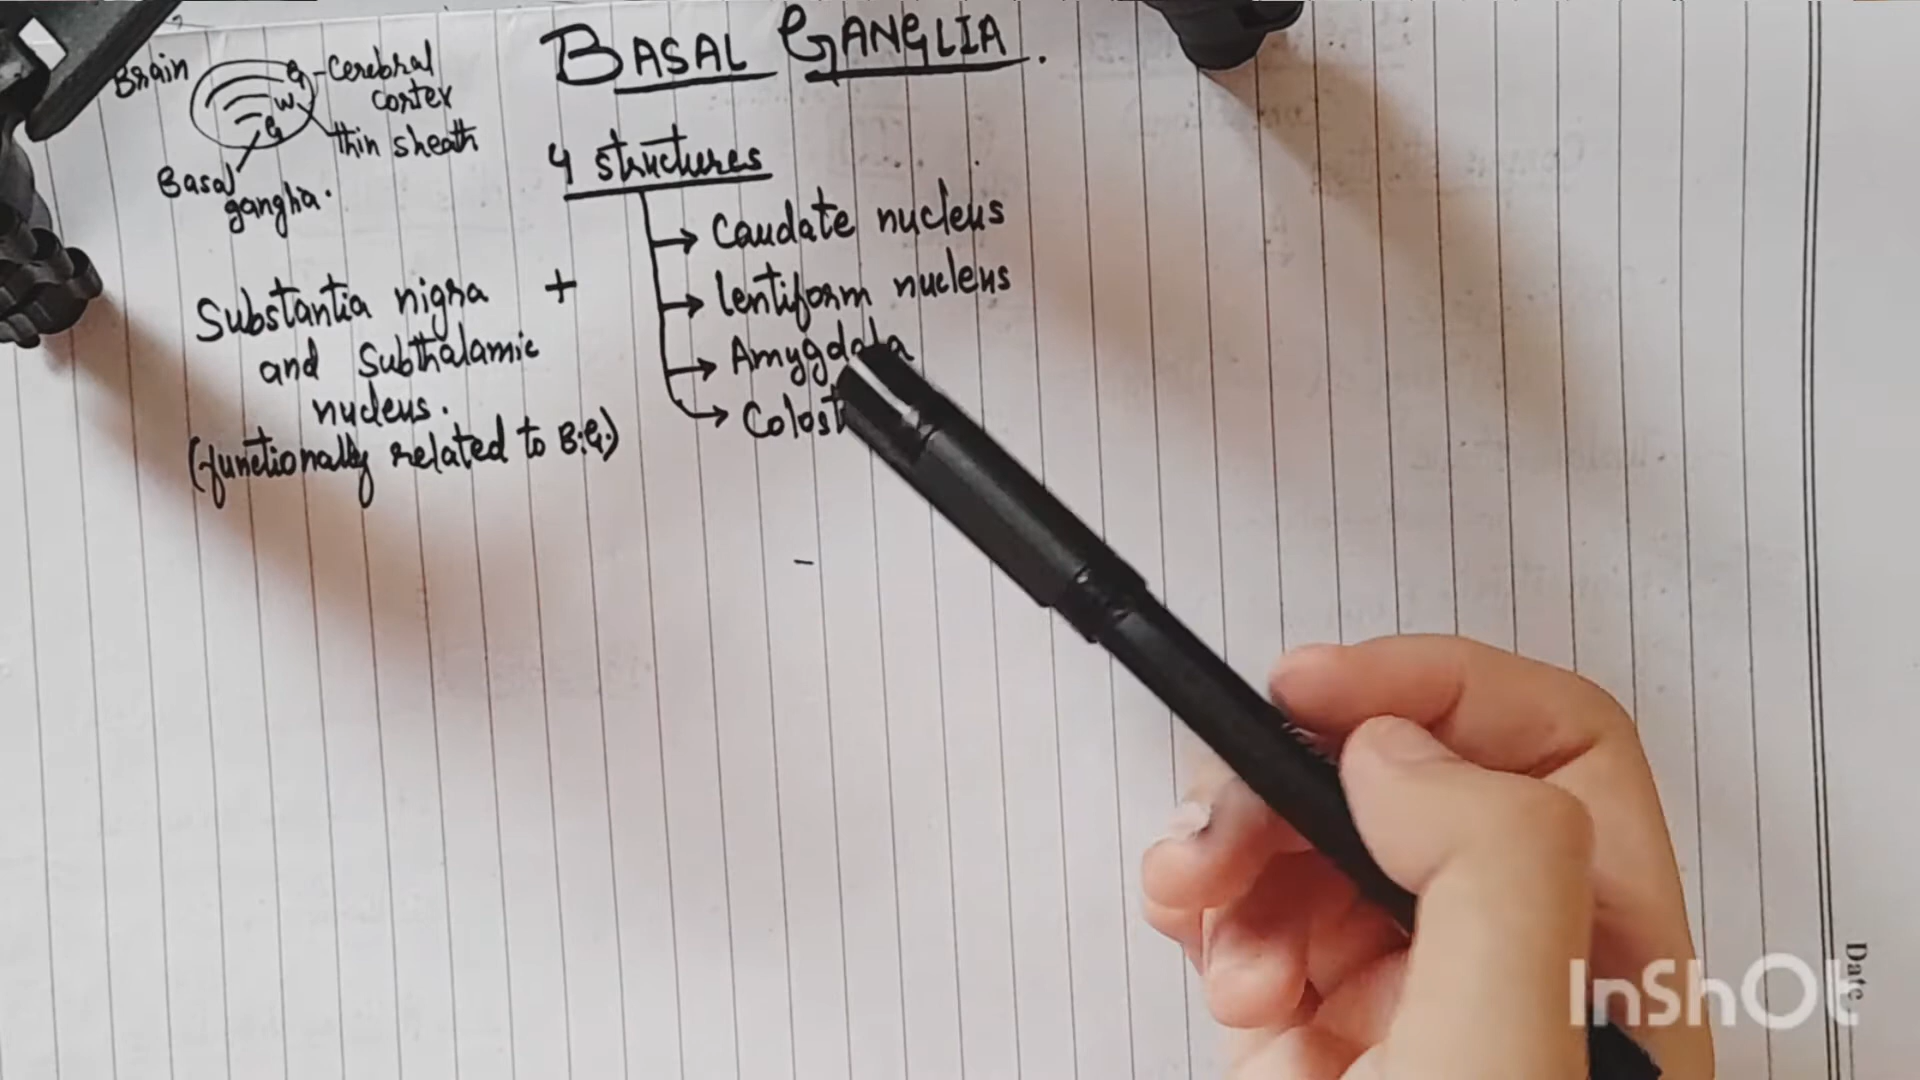 BASAL GANGLIA.
Brain
G - Cerebral
cortex
W
thin sheath
G
Basal
ganglia.
4 structures
Caudate nucleus
lentiform nucleus
Amygdala
Substantia nigra +
and Subthalamic
nucleus.
(functionally related to B.G.)
InShOt
Date